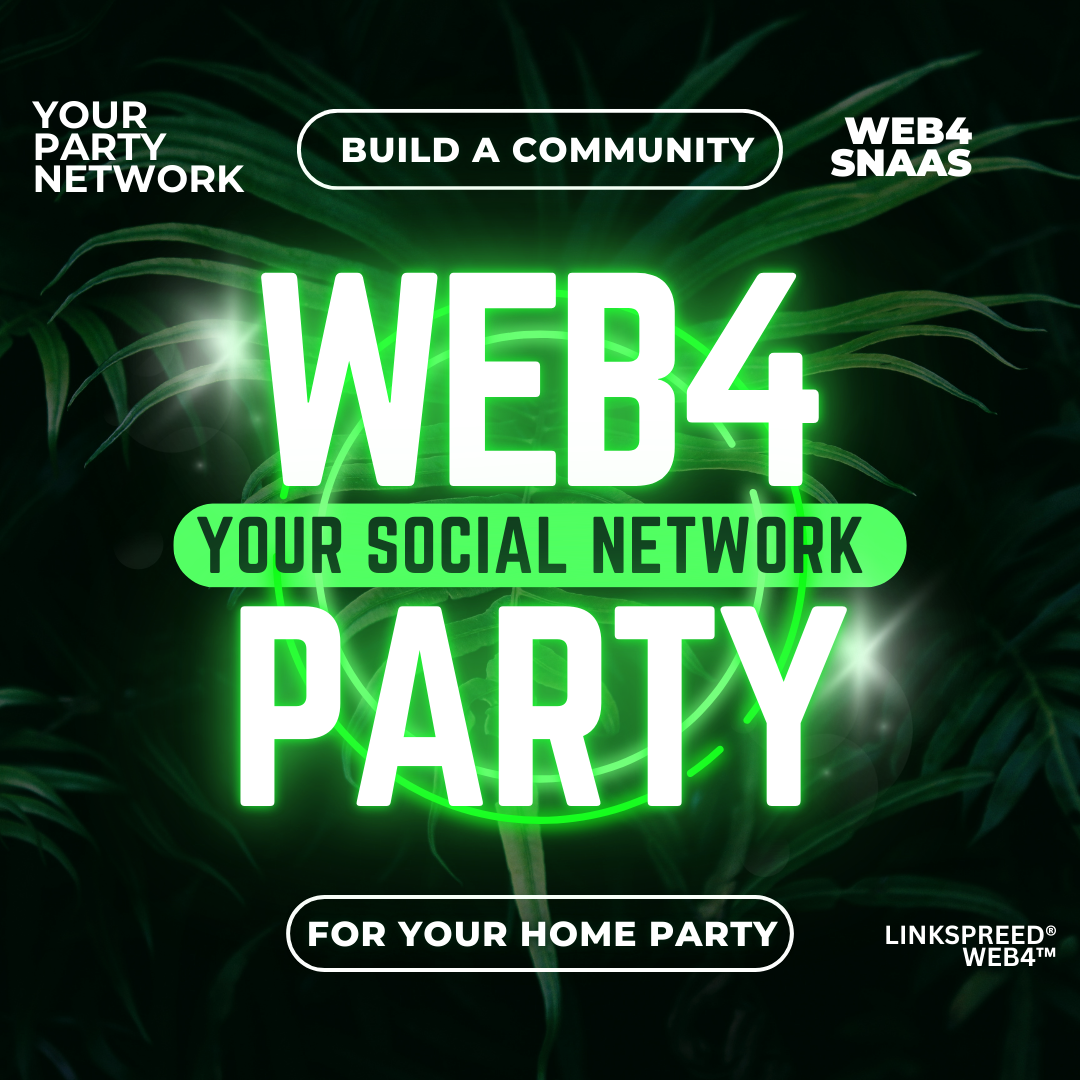 YOUR
PARTY
NETWORK
BUILD A COMMUNITY
WEB4
SNAAS
WEB4
YOUR SOCIAL NETWORK
PARTY
FOR YOUR HOME PARTY
LINKSPREED®
WEB4™